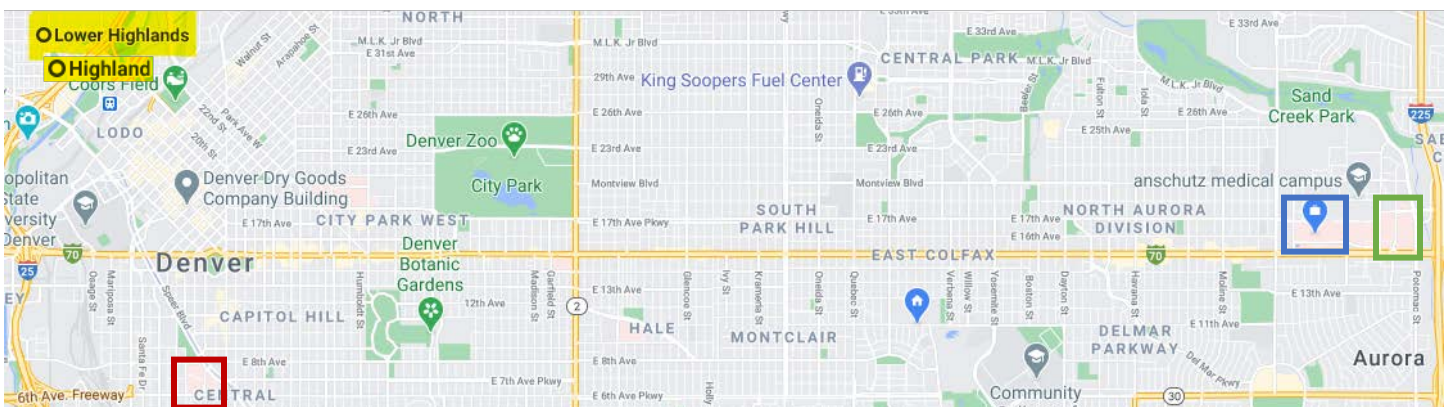 NORTH
E 33rd Ave
Lower Highlands
Highland
Coors Field
Walnut St
Arapahoe St
M.L.K. Jr Blvd
E 31st Ave
M.L.K. Jr Blvd
E 33rd Ave
CENTRAL PARK
M.L.K. Jr Blvd
29th Ave
King Soopers Fuel Center
Beeler St
Fulton St
Iola St
M.L.K. Jr Blvd
Sand
Creek Park
225
LODO
22nd St
Park Ave W
20th St
E 26th Ave
E 26th Ave
Oneida St
E 26th Ave
E 25th Ave
E 26th Ave
Denver Zoo
E 23rd Ave
E 23rd Ave
E 23rd Ave
opolitan
State
versity
Denver
Denver Dry Goods
Company Building
City Park
Montview Blvd
Montview Blvd
anschutz medical campus
E 17th Ave
CITY PARK WEST
E 17th Ave Pkwy
SOUTH
PARK HILL
E 17th Ave
E 17th Ave
E 16th Ave
NORTH AURORA
DIVISION
70
Denver
Denver
Botanic
Gardens
EAST COLFAX
70
25
EY
Osage St
Mariposa St
Speer Blvd
Humboldt St
Madison St
Garfield St
2
E 13th Ave
Glencoe St
Ivy St
Krameria St
Oneida St
Quebec St
Verbena St
Willow St
Yosemite St
Boston St
Dayton St
Havana St
Moline St
E 13th Ave
Potomac St
12th Ave
CAPITOL HILL
HALE
MONTCLAIR
DELMAR
PARKWAY
E 11th Ave
Del Mar Pkwy
Aurora
Santa Fe Dr
E 8th Ave
E 8th Ave
E 7th Ave Pkwy
6th Ave. Freeway
CENTRAL
E 6th Ave Pkwy
Holly
Community
30